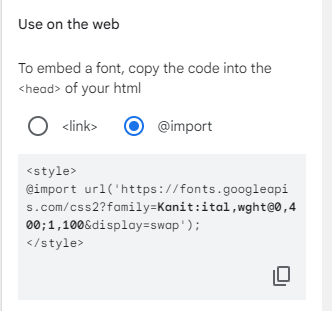 Use on the web
To embed a font, copy the code into the
<head> of your html
<link>
@import
<style>
@import url('https://fonts.googleapi
s.com/css2?family=Kanit:ital,wght@0,4
00;1,100&display=swap');
</style>